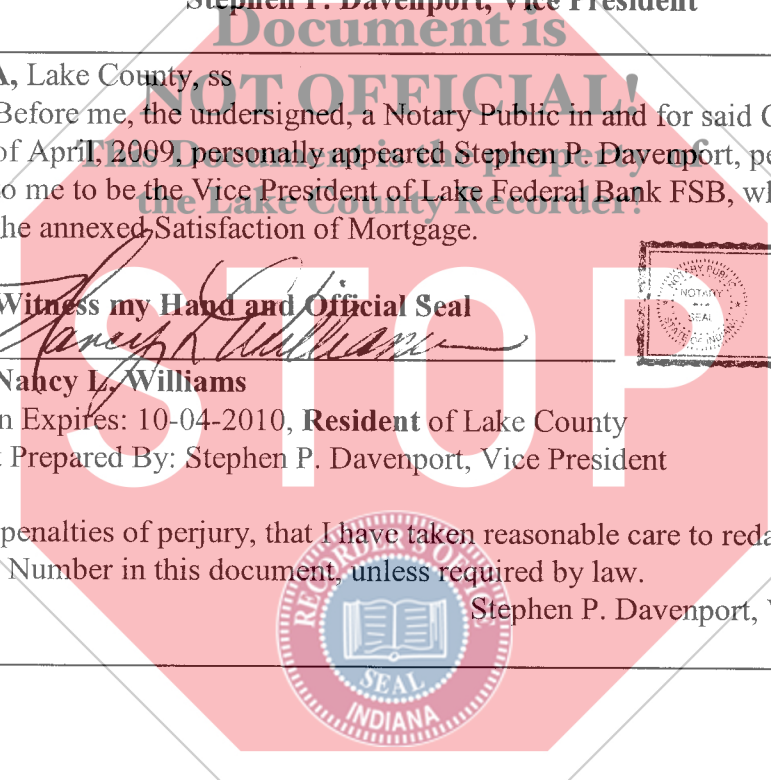 Stephen P. Davenport, Vice President
Document is
A, Lake County, ss
NOT OFFICIAL!
Before me, the undersigned, a Notary Public in and for said C
This Document is the property of
of April, 2009, personally appeared Stephen P. Davenport, pe
the Lake County Recorder!
to me to be the Vice President of Lake Federal Bank FSB, wh
he annexed Satisfaction of Mortgage.
NOTARY PUBLIC
NOTARY
SEAL
STATE OF INDIANA
STOP
Witness my Hand and Official Seal
Nancy L. Williams
Nancy L. Williams
n Expires: 10-04-2010, Resident of Lake County
t Prepared By: Stephen P. Davenport, Vice President
penalties of perjury, that I have taken reasonable care to reda
Number in this document, unless required by law.
Stephen P. Davenport, V
RECORDER'S OFFIC
SEAL
INDIANA